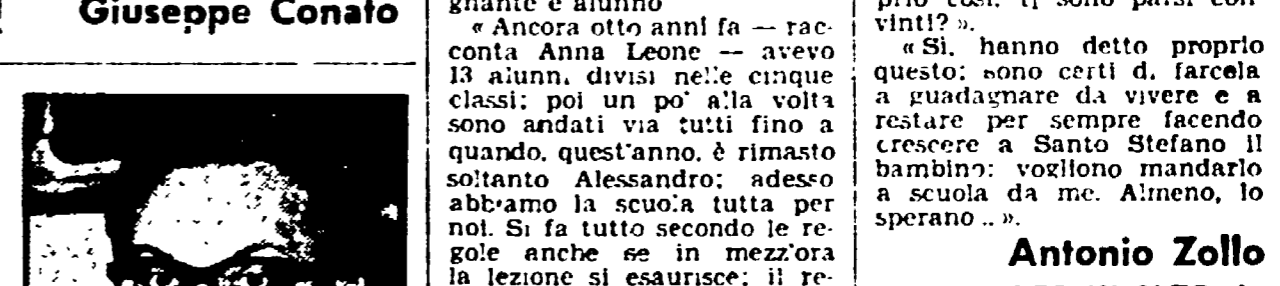 Giuseppe Conato
gnante e alunno
« Ancora otto anni fa — rac-
conta Anna Leone — avevo
13 alunn. divisi nelle cinque
classi; poi un po' alla volta
sono andati via tutti fino a
quando, quest'anno, è rimasto
soltanto Alessandro; adesso
abbiamo la scuola tutta per
noi. Si fa tutto secondo le re-
gole anche se in mezz'ora
la lezione si esaurisce; il re-
prio così, ti sono parsi con-
vinti? ».
« Si, hanno detto proprio
questo: sono certi d. farcela
a guadagnare da vivere e a
restare per sempre facendo
crescere a Santo Stefano il
bambino: vogliono mandarlo
a scuola da me. Almeno, lo
sperano .. ».
Antonio Zollo